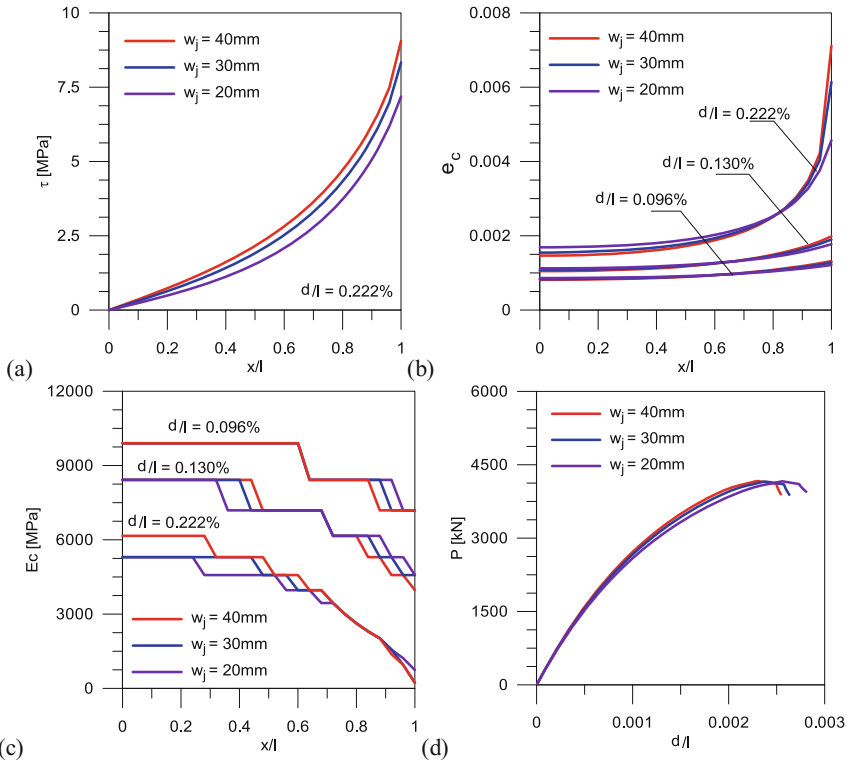 10
7.5
5
2.5
0
τ [MPa]
w_j = 40mm
w_j = 30mm
w_j = 20mm
d/l = 0.222%
0 0.2 0.4 0.6 0.8 1
x/l
(a)
0.008
0.006
0.004
0.002
0
e_c
w_j = 40mm
w_j = 30mm
w_j = 20mm
d/l = 0.222%
d/l = 0.130%
d/l = 0.096%
0 0.2 0.4 0.6 0.8 1
x/l
(b)
12000
9000
6000
3000
0
Ec [MPa]
d/l = 0.096%
d/l = 0.130%
d/l = 0.222%
w_j = 40mm
w_j = 30mm
w_j = 20mm
0 0.2 0.4 0.6 0.8 1
x/l
(c)
6000
4500
3000
1500
0
P [kN]
w_j = 40mm
w_j = 30mm
w_j = 20mm
0 0.001 0.002 0.003
d/l
(d)